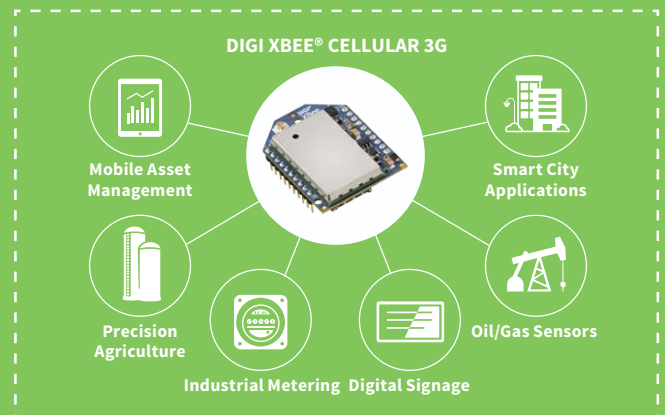 DIGI XBEE® CELLULAR 3G
Mobile Asset
Management
Smart City
Applications
Precision
Agriculture
Oil/Gas Sensors
Industrial Metering
Digital Signage